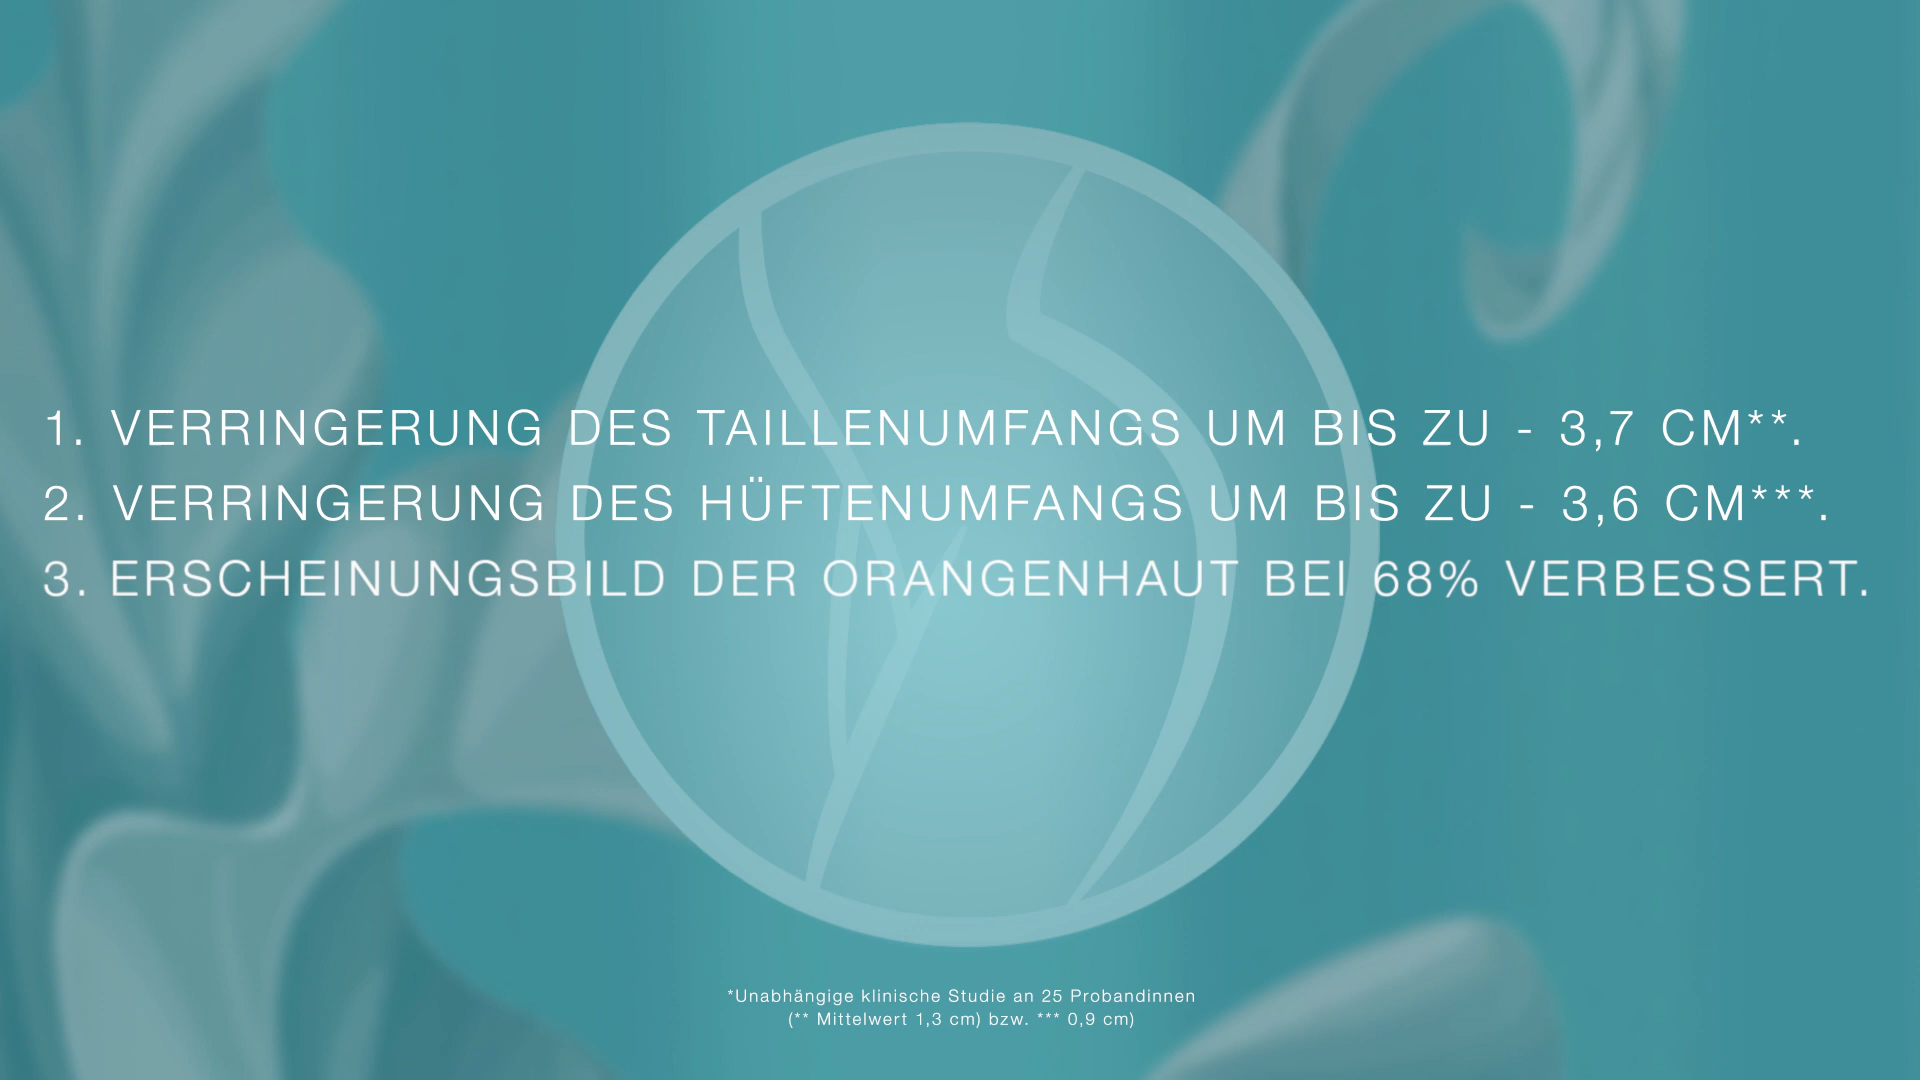 1. VERRINGERUNG DES TAILLENUMFANGS UM BIS ZU - 3,7 CM**.
2. VERRINGERUNG DES HÜFTENUMFANGS UM BIS ZU - 3,6 CM***.
3. ERSCHEINUNGSBILD DER ORANGENHAUT BEI 68% VERBESSERT.
*Unabhängige klinische Studie an 25 Probandinnen
(** Mittelwert 1,3 cm) bzw. *** 0,9 cm)